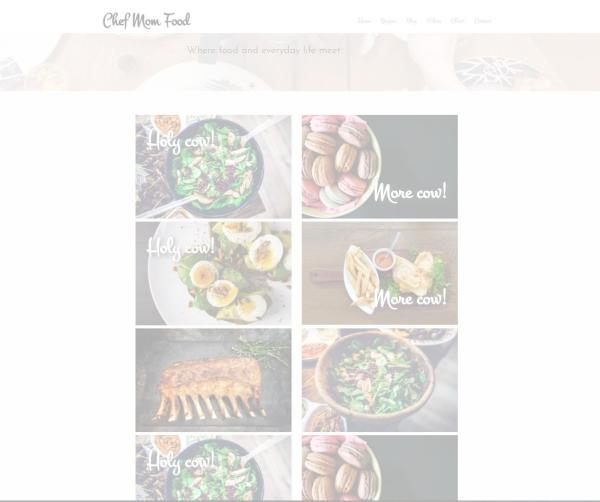 Chef Mom Food
Home Recipes Blog Videos About Contact
Where food and everyday life meet
Holy cow!
More cow!
Holy cow!
More cow!
Holy cow!